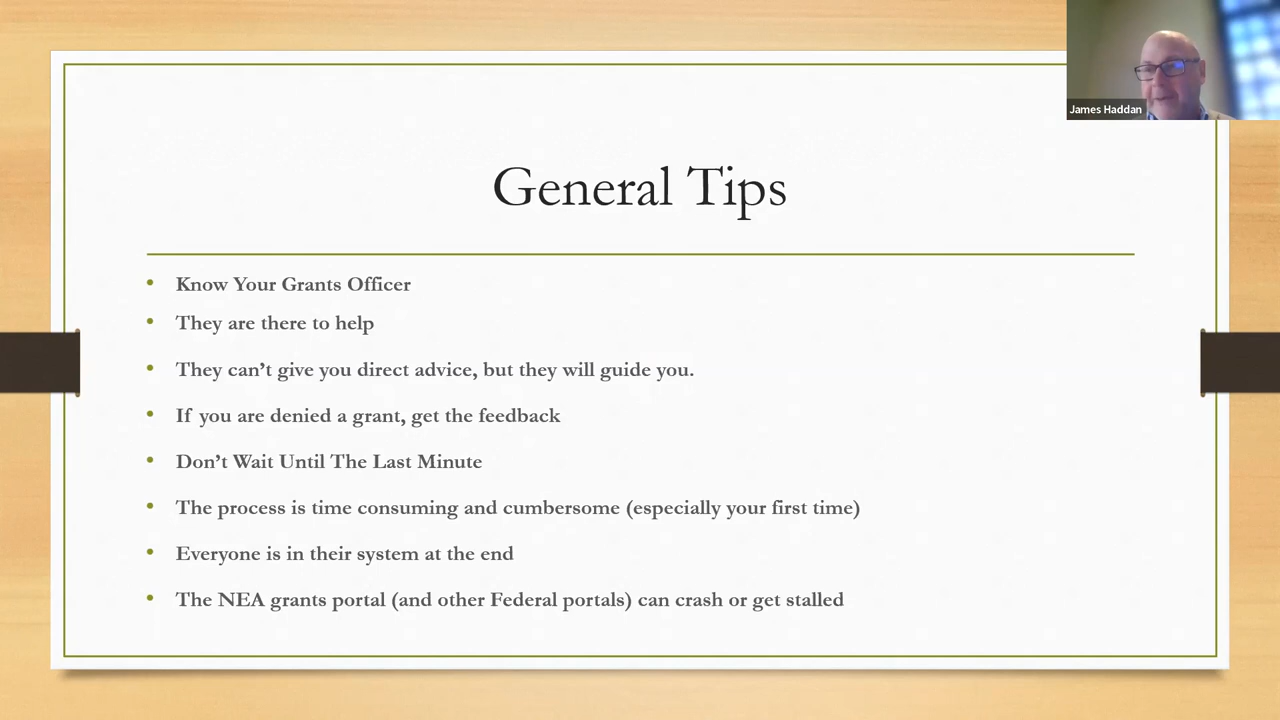 James Haddan
General Tips
• Know Your Grants Officer
• They are there to help
• They can’t give you direct advice, but they will guide you.
• If you are denied a grant, get the feedback
• Don’t Wait Until The Last Minute
• The process is time consuming and cumbersome (especially your first time)
• Everyone is in their system at the end
• The NEA grants portal (and other Federal portals) can crash or get stalled